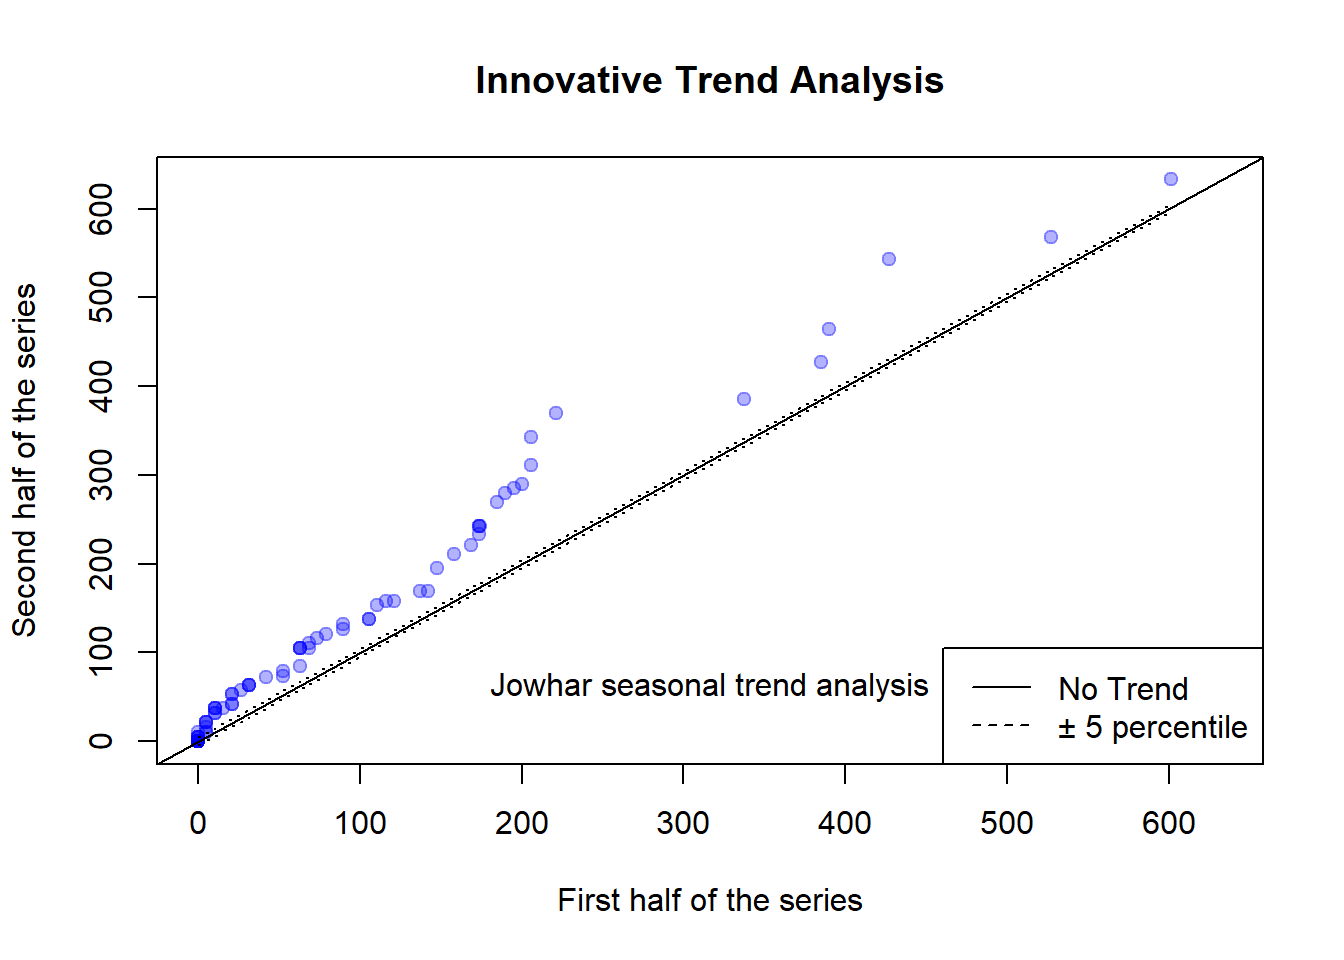 Innovative Trend Analysis
Second half of the series
600
500
400
300
200
100
0
Jowhar seasonal trend analysis
No Trend
± 5 percentile
0 100 200 300 400 500 600
First half of the series